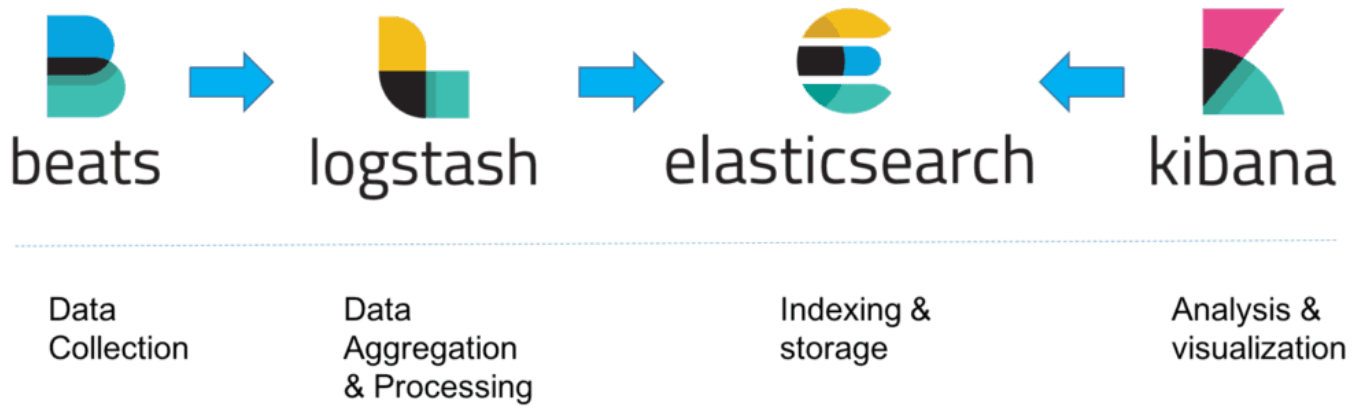 beats
logstash
elasticsearch
kibana
Data
Collection
Data
Aggregation
& Processing
Indexing &
storage
Analysis &
visualization